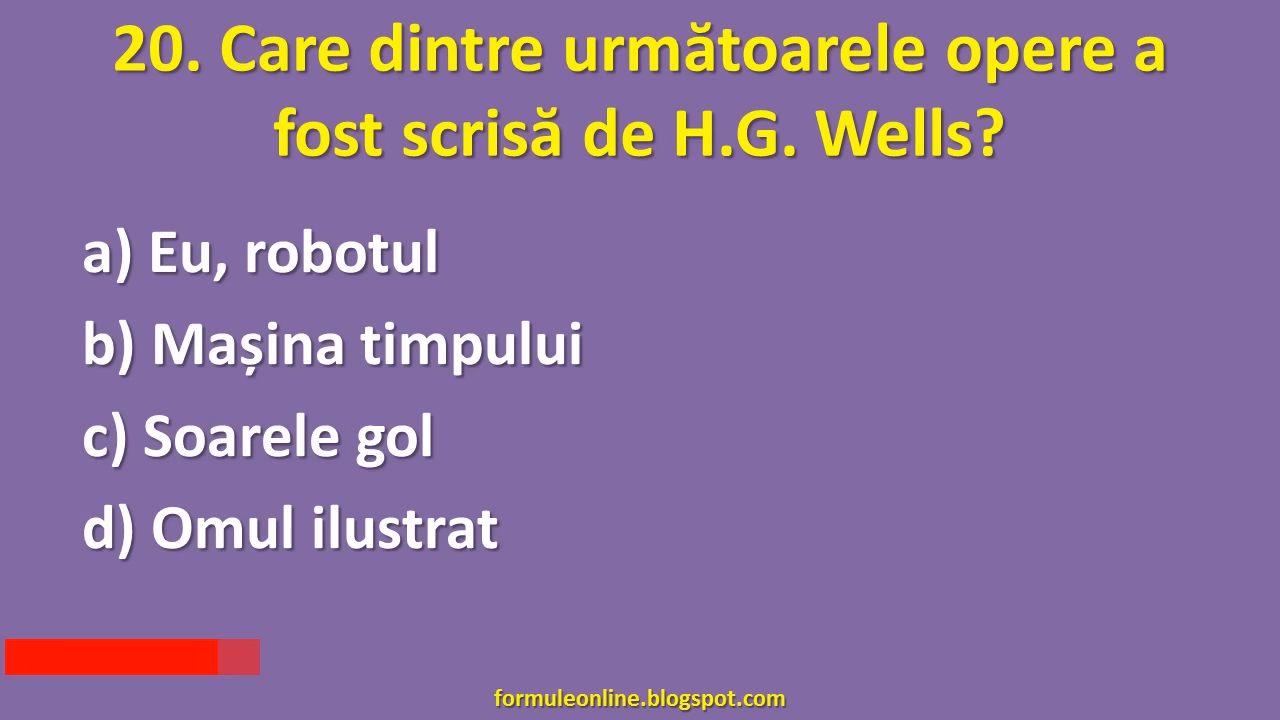 20. Care dintre următoarele opere a
fost scrisă de H.G. Wells?
a) Eu, robotul
b) Mașina timpului
c) Soarele gol
d) Omul ilustrat
formuleonline.blogspot.com